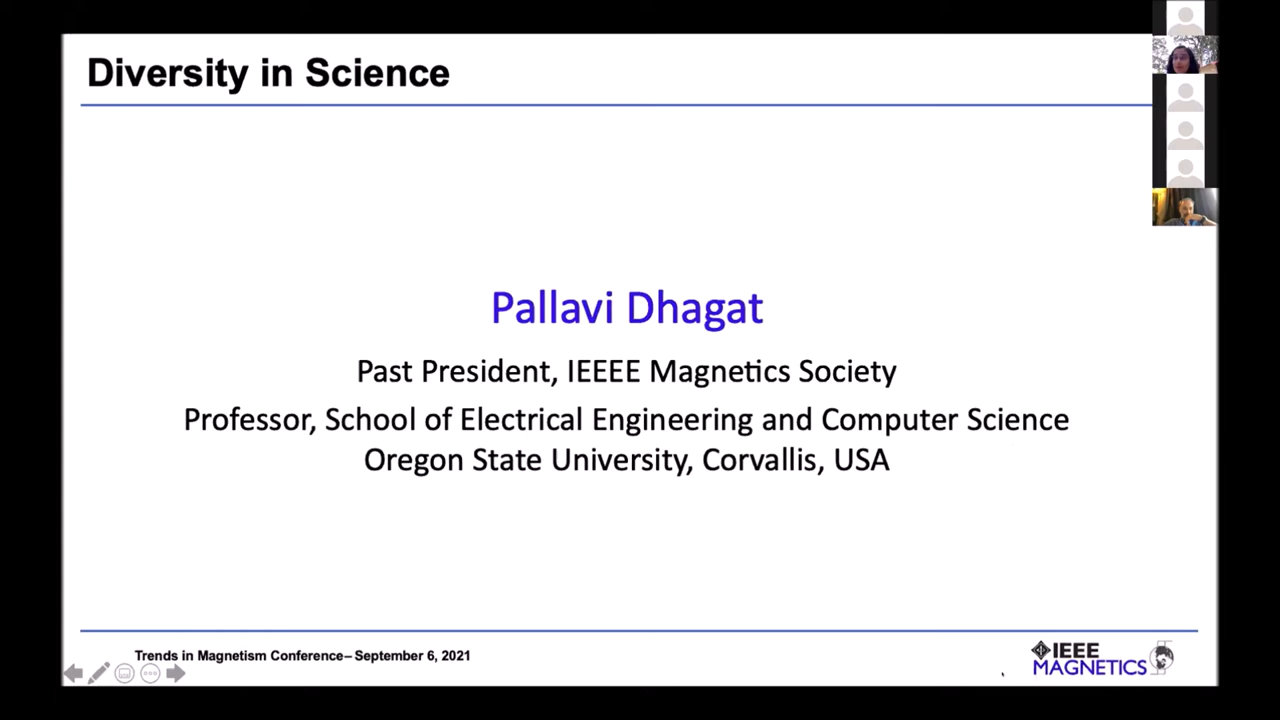 Diversity in Science
Pallavi Dhagat
Past President, IEEEE Magnetics Society
Professor, School of Electrical Engineering and Computer Science
Oregon State University, Corvallis, USA
Trends in Magnetism Conference– September 6, 2021
IEEE
MAGNETICS